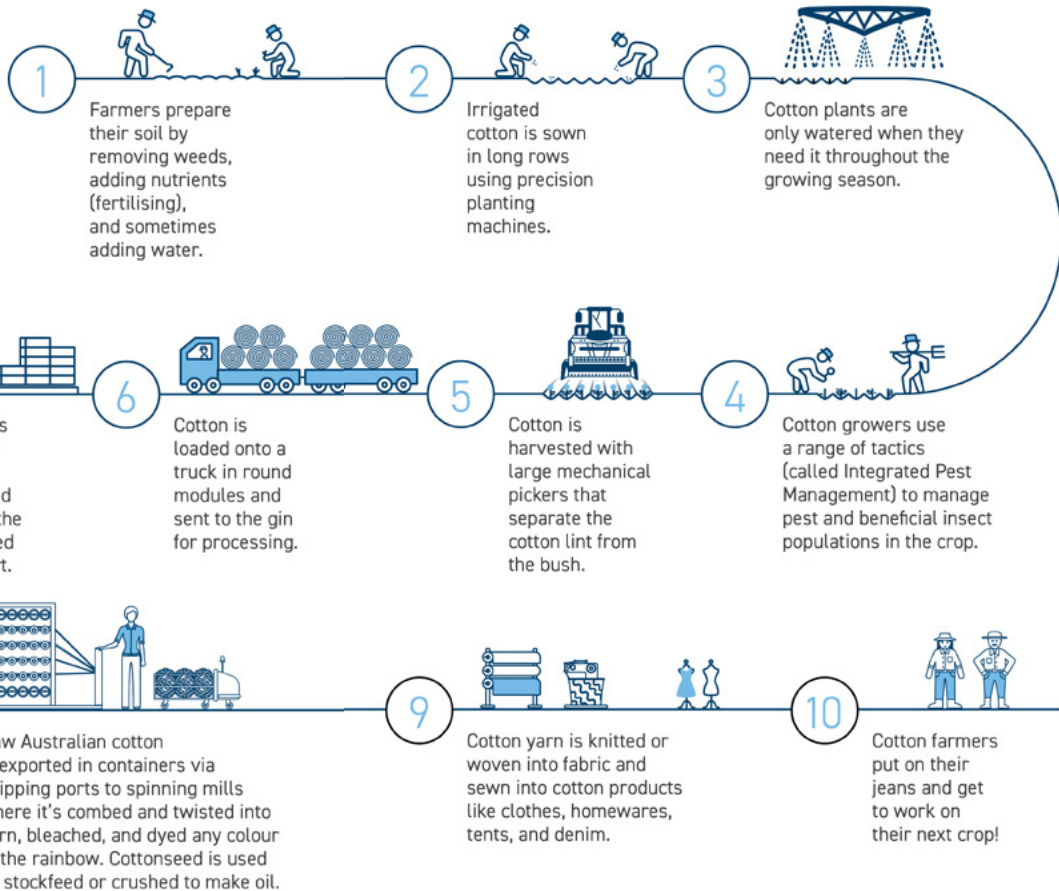 1
Farmers prepare
their soil by
removing weeds,
adding nutrients
(fertilising),
and sometimes
adding water.
2
Irrigated
cotton is sown
in long rows
using precision
planting
machines.
3
Cotton plants are
only watered when they
need it throughout the
growing season.
4
Cotton growers use
a range of tactics
(called Integrated Pest
Management) to manage
pest and beneficial insect
populations in the crop.
5
Cotton is
harvested with
large mechanical
pickers that
separate the
cotton lint from
the bush.
6
Cotton is
loaded onto a
truck in round
modules and
sent to the gin
for processing.
Australian cotton
exported in containers via
ports to spinning mills
it's combed and twisted into
bleached, and dyed any colour
the rainbow. Cottonseed is used
stockfeed or crushed to make oil.
9
Cotton yarn is knitted or
woven into fabric and
sewn into cotton products
like clothes, homewares,
tents, and denim.
10
Cotton farmers
put on their
jeans and get
to work on
their next crop!